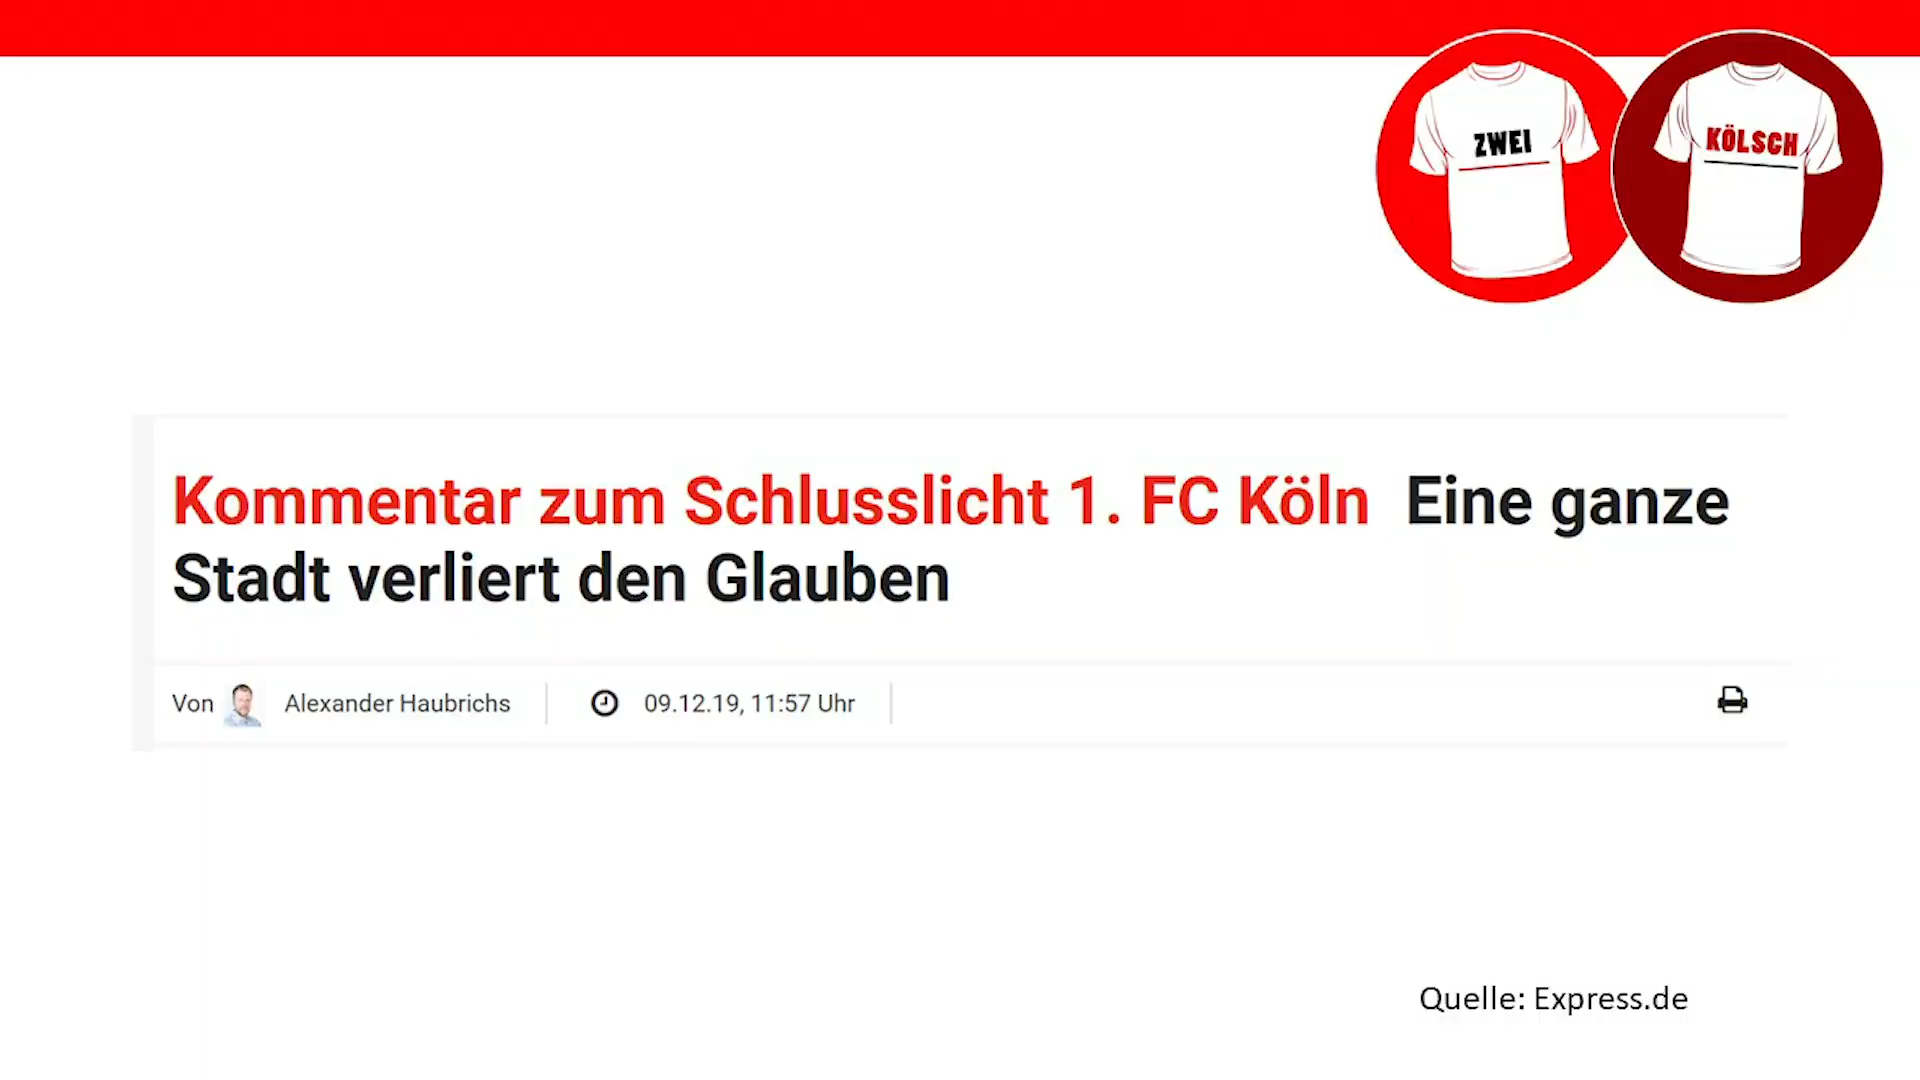 ZWEI
KÖLSCH
Kommentar zum Schlusslicht 1. FC Köln Eine ganze
Stadt verliert den Glauben
Von Alexander Haubrichs 09.12.19, 11:57 Uhr
Quelle: Express.de